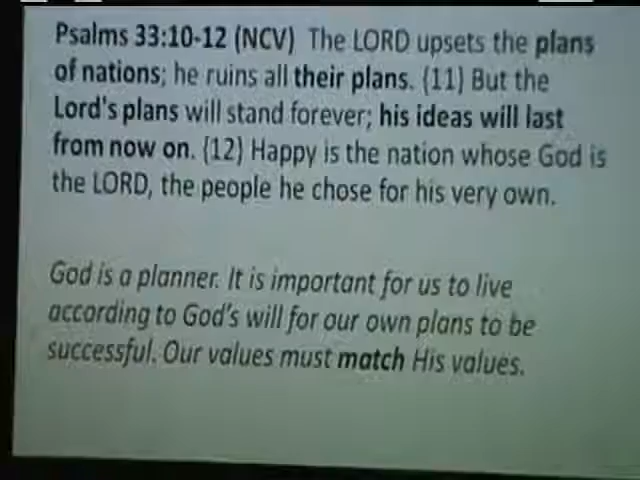 Psalms 33:10-12 (NCV) The LORD upsets the plans
of nations; he ruins all their plans. (11) But the
Lord's plans will stand forever; his ideas will last
from now on. (12) Happy is the nation whose God is
the LORD, the people he chose for his very own.
God is a planner. It is important for us to live
according to God's will for our own plans to be
successful. Our values must match His values.